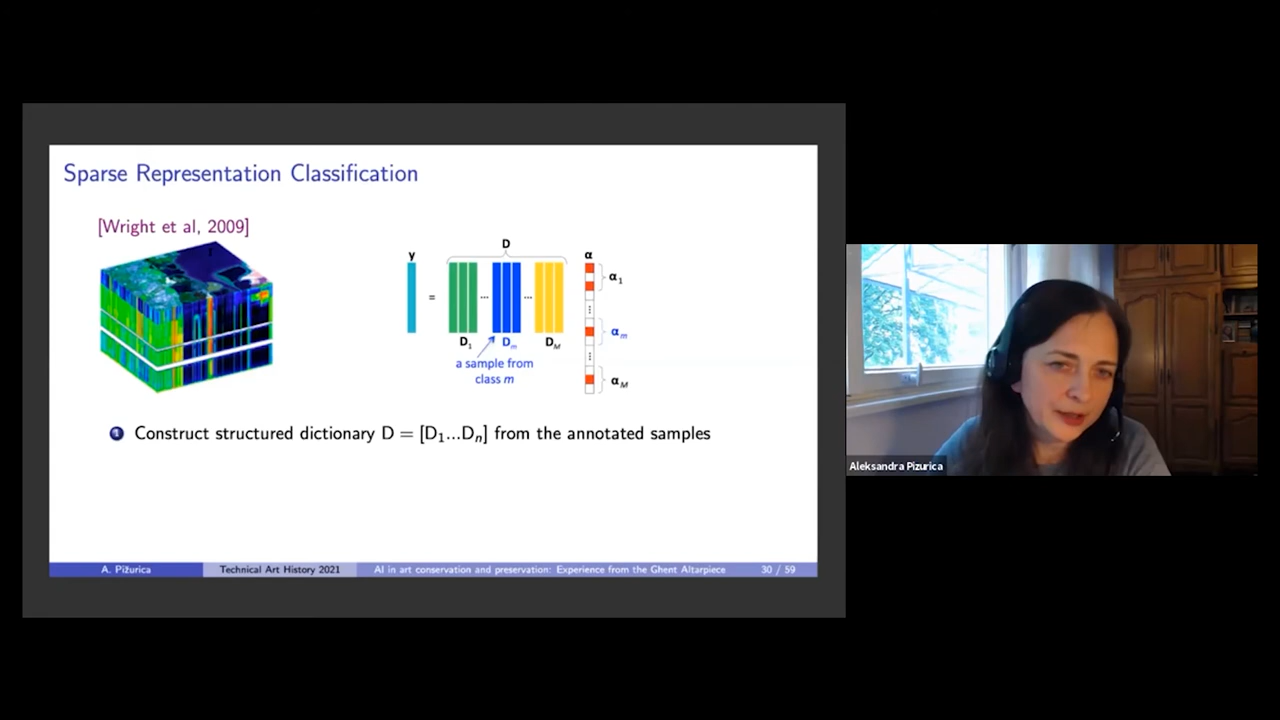 Sparse Representation Classification
[Wright et al, 2009]
D
y
α
=
...
...
α1
⋮
αm
⋮
αM
D1
Dm
DM
a sample from
class m
1 Construct structured dictionary D = [D1...Dn] from the annotated samples
A. Pižurica
Technical Art History 2021
AI in art conservation and preservation: Experience from the Ghent Altarpiece
30 / 59
Aleksandra Pizurica